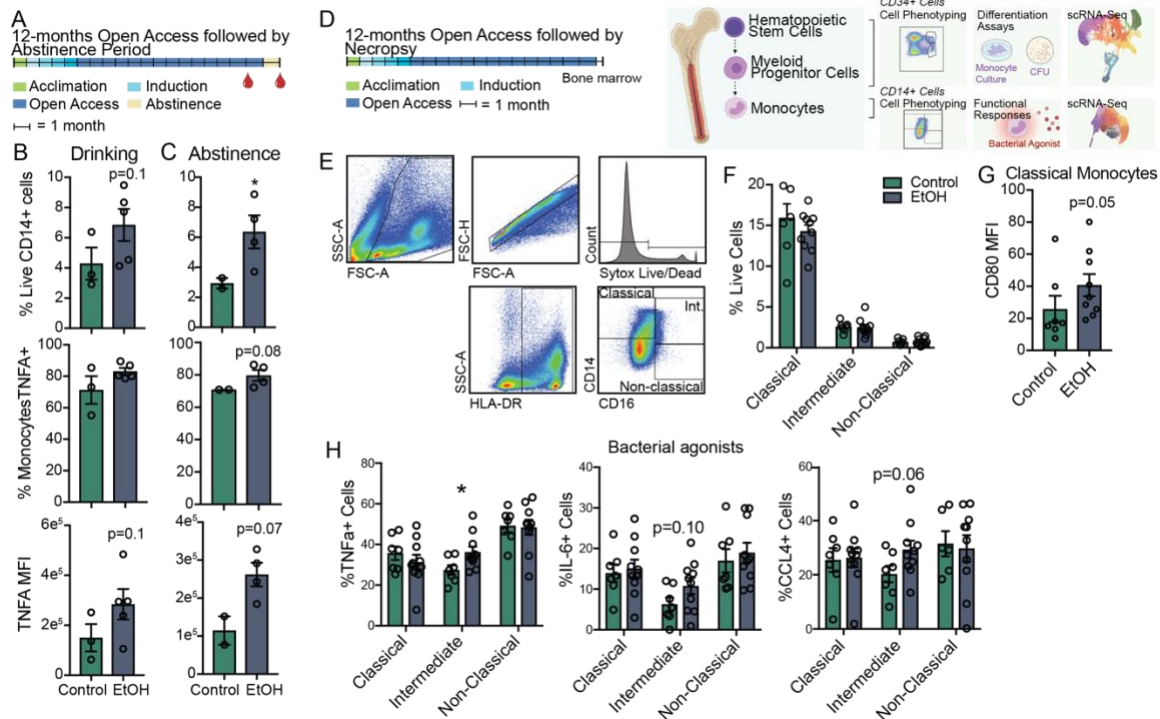 A
12-months Open Access followed by
Abstinence Period
Acclimation
Induction
Open Access
Abstinence
= 1 month
D
12-months Open Access followed by
Necropsy
Bone marrow
Acclimation
Induction
Open Access
= 1 month
Hematopoietic
Stem Cells
Myeloid
Progenitor Cells
Monocytes
CD34+ Cells
Cell Phenotyping
Differentiation
Assays
scRNA-Seq
Monocyte
Culture
CFU
CD14+ Cells
Cell Phenotyping
Functional
Responses
scRNA-Seq
Bacterial Agonist
B
Drinking
C
Abstinence
% Live CD14+ cells
10
8
6
4
2
0
p=0.1
10
8
6
4
2
0
*
% MonocytesTNFA+
100
80
60
40
20
0
100
80
60
40
20
0
p=0.08
TNFA MFI
6e⁵
4e⁵
2e⁵
0
p=0.1
4e⁵
3e⁵
2e⁵
1e⁵
0
p=0.07
Control EtOH
Control EtOH
E
SSC-A
FSC-A
FSC-H
FSC-A
Count
Sytox Live/Dead
SSC-A
HLA-DR
Classical
Int.
Non-classical
CD14
CD16
F
% Live Cells
20
15
10
5
0
Control
EtOH
Classical
Intermediate
Non-Classical
G
Classical Monocytes
CD80 MFI
100
80
60
40
20
0
p=0.05
Control
EtOH
H
Bacterial agonists
%TNFa+ Cells
80
60
40
20
0
*
Classical
Intermediate
Non-Classical
%IL-6+ Cells
40
30
20
10
0
p=0.10
Classical
Intermediate
Non-Classical
%CCL4+ Cells
60
40
20
0
p=0.06
Classical
Intermediate
Non-Classical